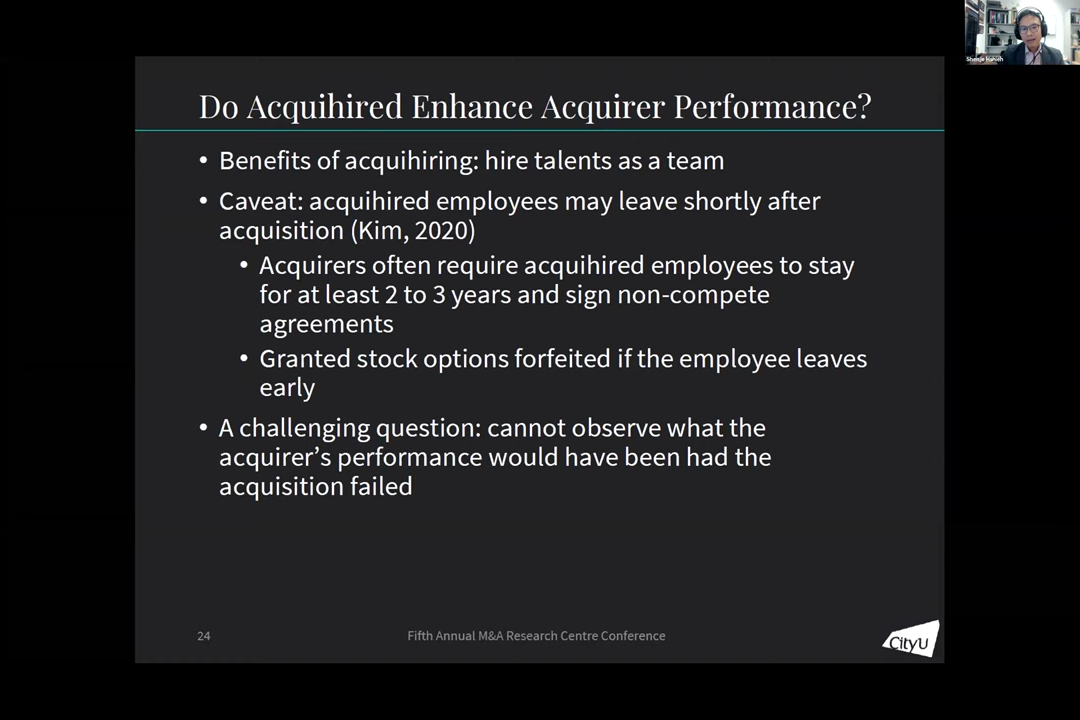 Do Acquihired Enhance Acquirer Performance?
• Benefits of acquihiring: hire talents as a team
• Caveat: acquihired employees may leave shortly after
acquisition (Kim, 2020)
• Acquirers often require acquihired employees to stay
for at least 2 to 3 years and sign non-compete
agreements
• Granted stock options forfeited if the employee leaves
early
• A challenging question: cannot observe what the
acquirer’s performance would have been had the
acquisition failed
24
Fifth Annual M&A Research Centre Conference
CityU